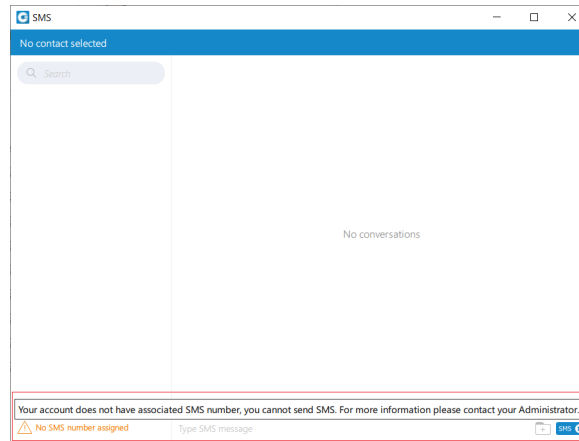 SMS
No contact selected
Search
No conversations
Your account does not have associated SMS number, you cannot send SMS. For more information please contact your Administrator.
No SMS number assigned
Type SMS message
SMS